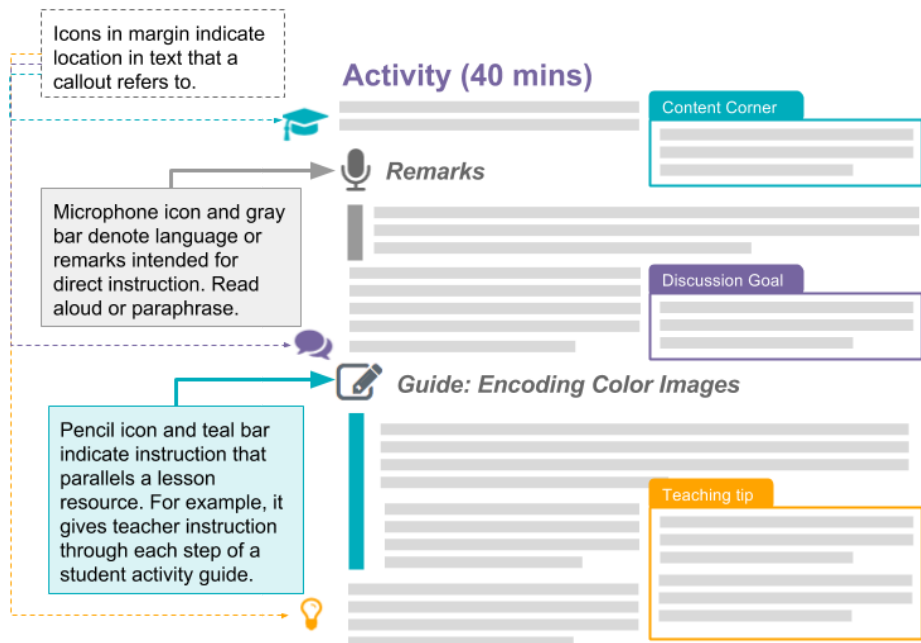 Icons in margin indicate
location in text that a
callout refers to.
Activity (40 mins)
Content Corner
Remarks
Microphone icon and gray
bar denote language or
remarks intended for
direct instruction. Read
aloud or paraphrase.
Discussion Goal
Guide: Encoding Color Images
Pencil icon and teal bar
indicate instruction that
parallels a lesson
resource. For example, it
gives teacher instruction
through each step of a
student activity guide.
Teaching tip